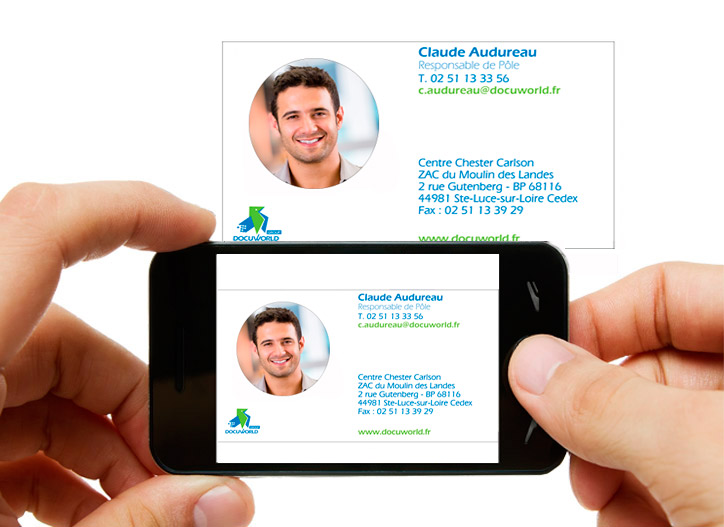 Claude Audureau
Responsable de Pôle
T. 02 51 13 33 56
c.audureau@docuworld.fr
Centre Chester Carlson
ZAC du Moulin des Landes
2 rue Gutenberg - BP 68116
44981 Ste-Luce-sur-Loire Cedex
Fax : 02 51 13 39 29
DOCUWORLD
www.docuworld.fr
Claude Audureau
Responsable de Pôle
T. 02 51 13 33 56
c.audureau@docuworld.fr
Centre Chester Carlson
ZAC du Moulin des Landes
2 rue Gutenberg - BP 68116
44981 Ste-Luce-sur-Loire Cedex
Fax : 02 51 13 39 29
DOCUWORLD
www.docuworld.fr